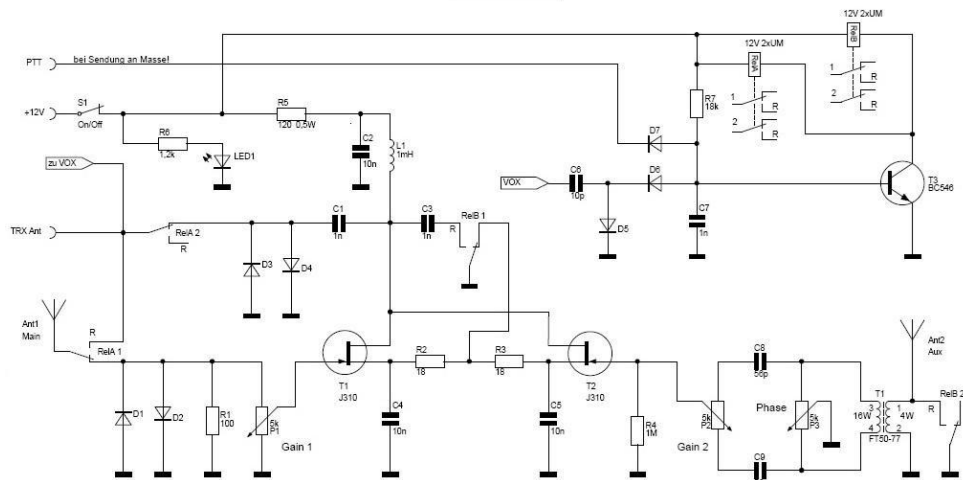 12V 2xUM
RelB
12V 2xUM
RelA
PTT
bei Sendung an Masse!
1
R
2
R
1
R
2
R
+12V
S1
On/Off
R5
120 0,5W
R7
18k
R6
1,2k
LED1
C2
10n
L1
1mH
D7
zu VOX
VOX
C6
10p
D6
T3
BC546
D5
C7
1n
TRX Ant
RelA 2
R
C1
1n
C3
1n
RelB 1
R
D3
D4
Ant1
Main
R
RelA 1
T1
J310
R2
18
R3
18
T2
J310
Ant2
Aux
C8
56p
D1
D2
R1
100
5k
P1
Gain 1
C4
10n
C5
10n
R4
1M
Gain 2
5k
P2
Phase
5k
P3
C9
T1
16W
3
4
1
2
4W
FT50-77
R
RelB 2